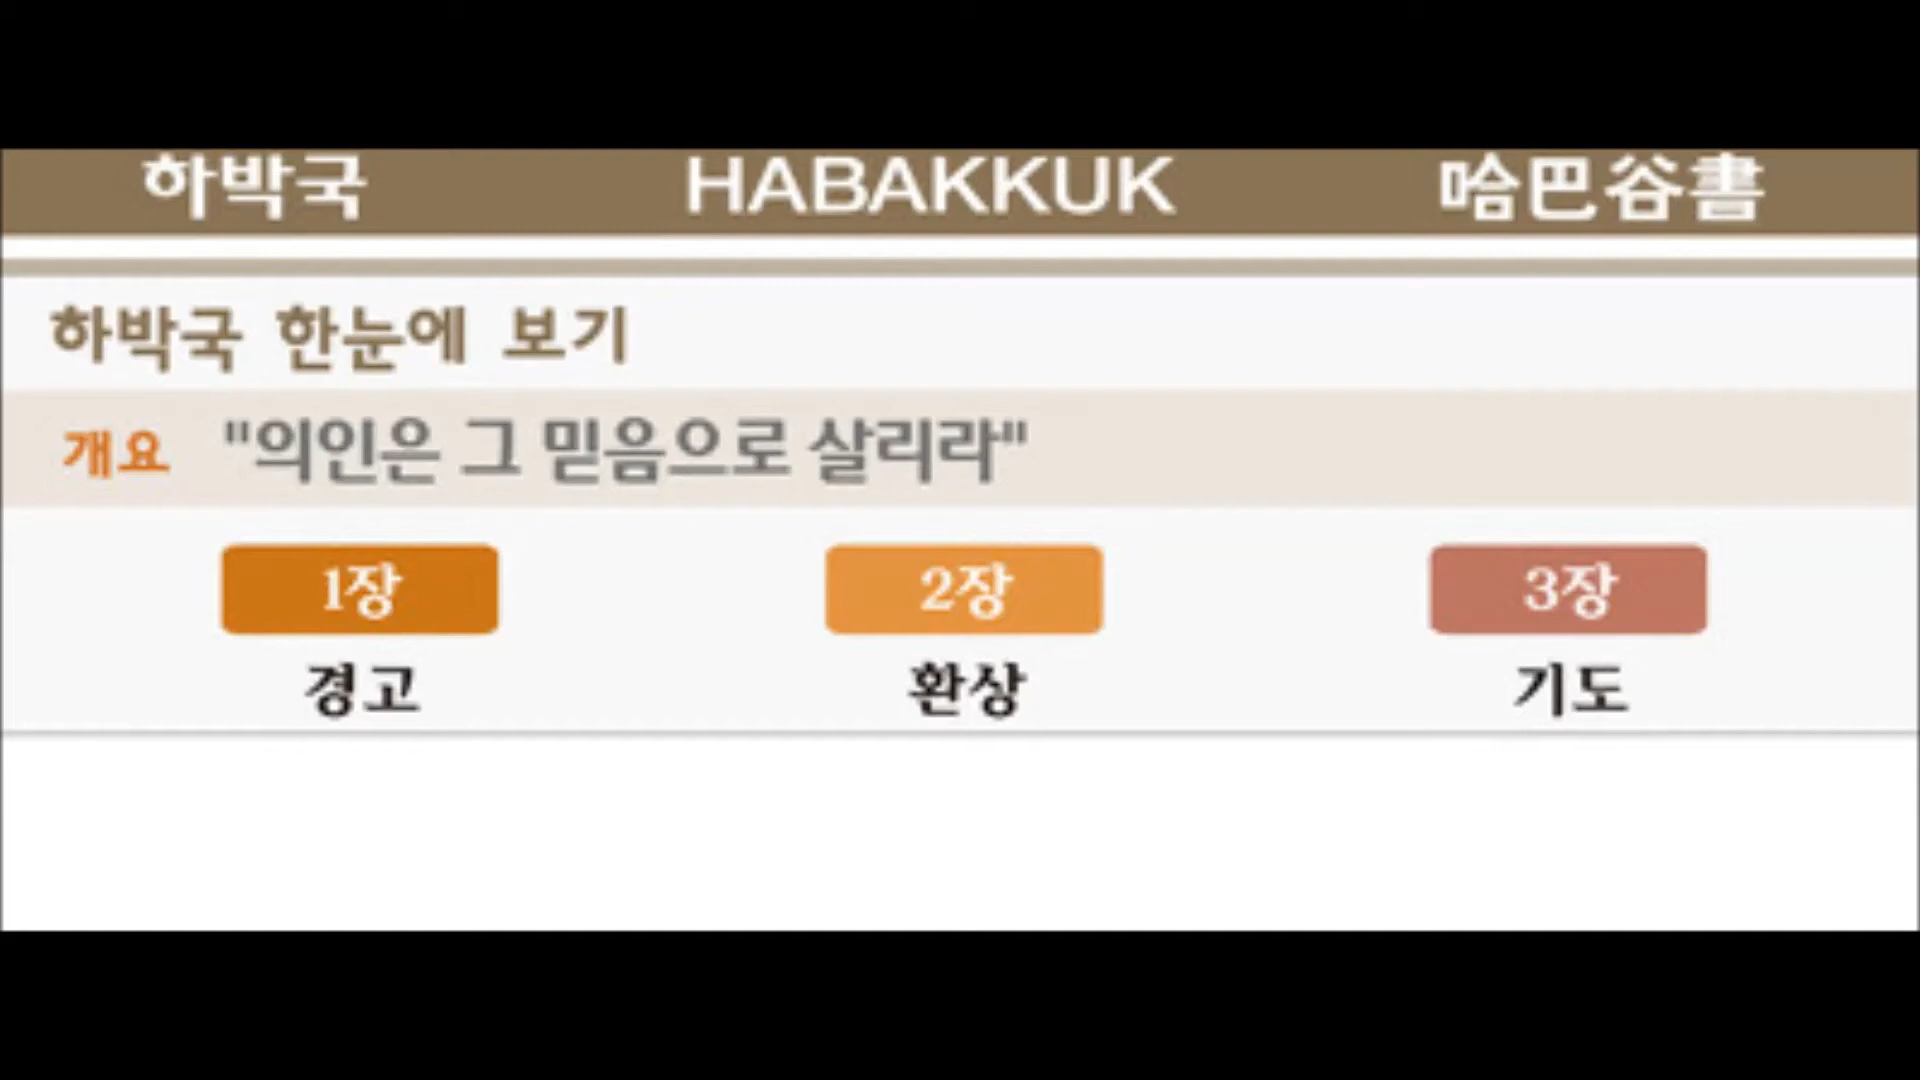 하박국 HABAKKUK 哈巴谷書
하박국 한눈에 보기
개요 "의인은 그 믿음으로 살리라"
1장 2장 3장
경고 환상 기도